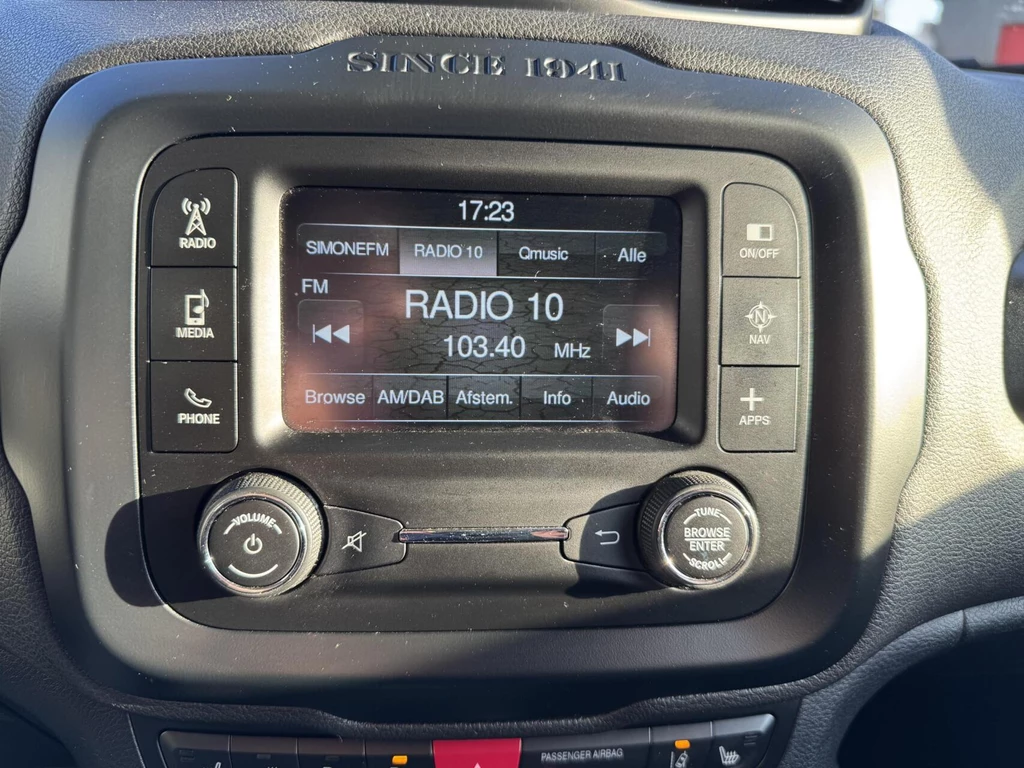 SINCE 1941
17:23
SIMONEFM RADIO 10 Qmusic Alle
FM
RADIO 10
103.40 MHz
Browse AM/DAB Afstem. Info Audio
RADIO
MEDIA
PHONE
ON/OFF
N
NAV
APPS
VOLUME
TUNE
BROWSE
ENTER
SCROLL
PASSENGER AIRBAG